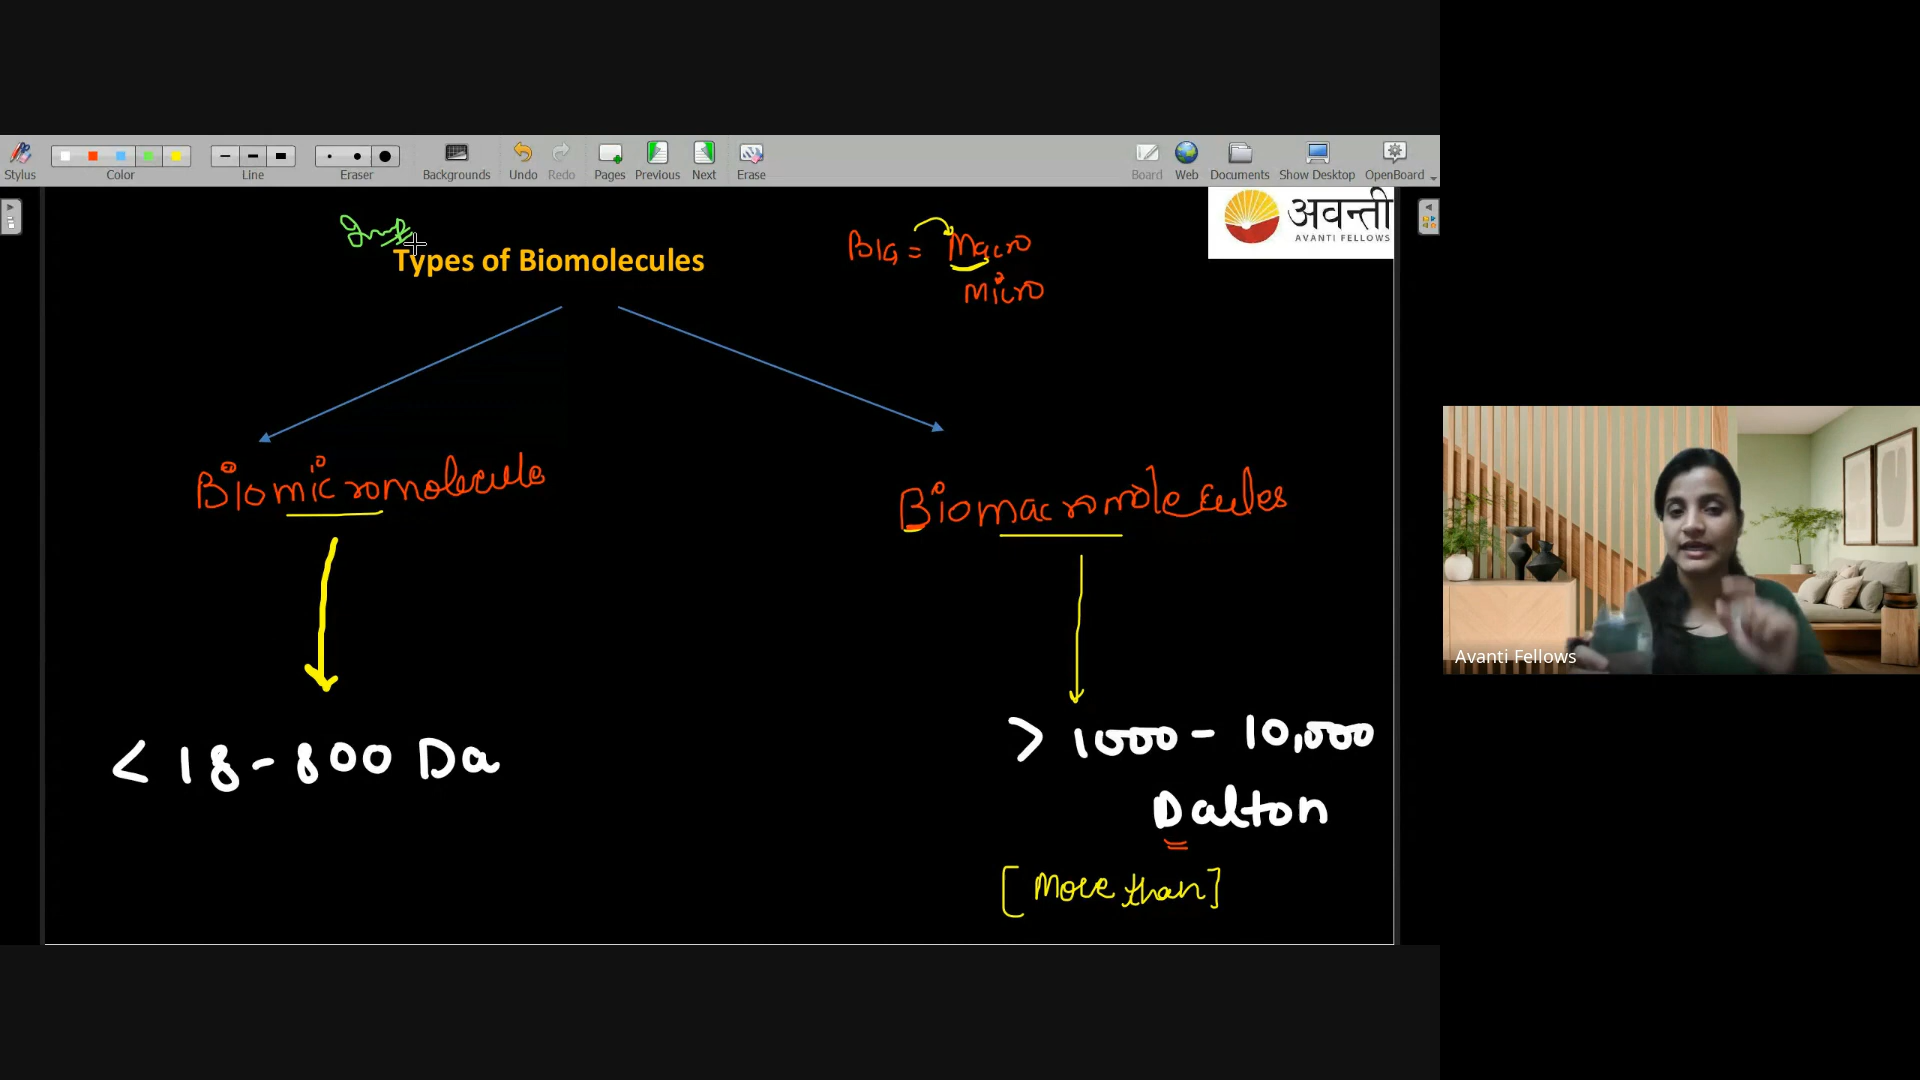 Stylus Color Line Eraser Backgrounds Undo Redo Pages Previous Next Erase Board Web Documents Show Desktop OpenBoard
अवन्ती
AVANTI FELLOWS
Imp
Types of Biomolecules
BIG = Macro
Micro
Biomicromolecule
Biomacromolecules
< 18 - 800 Da
> 1000 - 10,000
Dalton
[More than]
Avanti Fellows